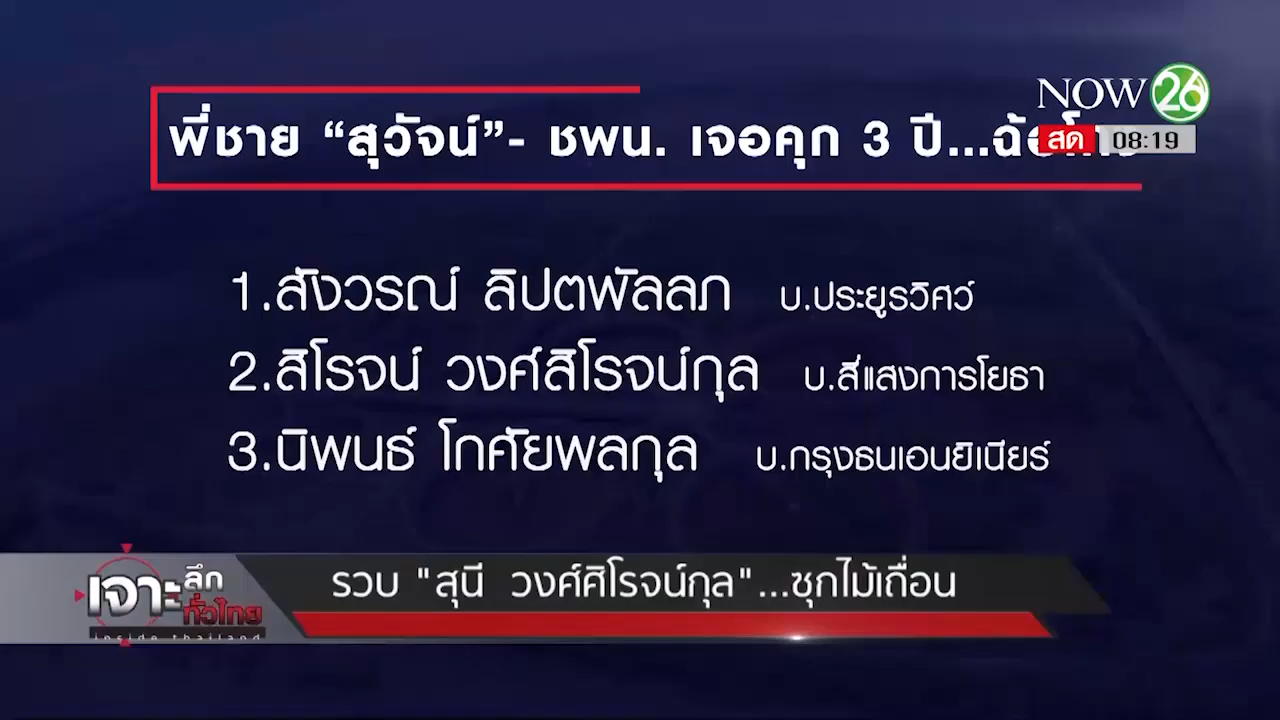 NOW 26
พี่ชาย “สุวัจน์”- ชพน. เจอคุก 3 ปี...
สด 08:19
1.สังวรณ์ ลิปตพัลลภ บ.ประยูรวิศว์
2.สิโรจน์ วงศ์สิโรจน์กุล บ.สี่แสงการโยธา
3.นิพนธ์ โกศัยพลกุล บ.กรุงธนเอนยิเนียร์
เจาะลึกทั่วไทย
inside thailand
รวบ "สุนี วงศ์ศิโรจน์กุล"...ซุกไม้เถื่อน